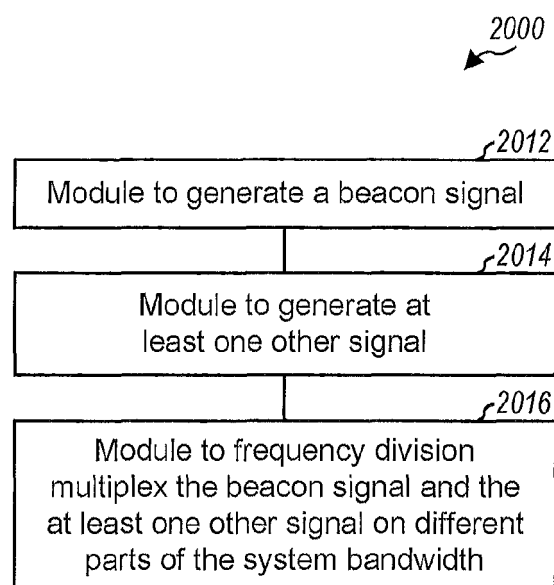 2000
2012
Module to generate a beacon signal
2014
Module to generate at
least one other signal
2016
Module to frequency division
multiplex the beacon signal and the
at least one other signal on different
parts of the system bandwidth